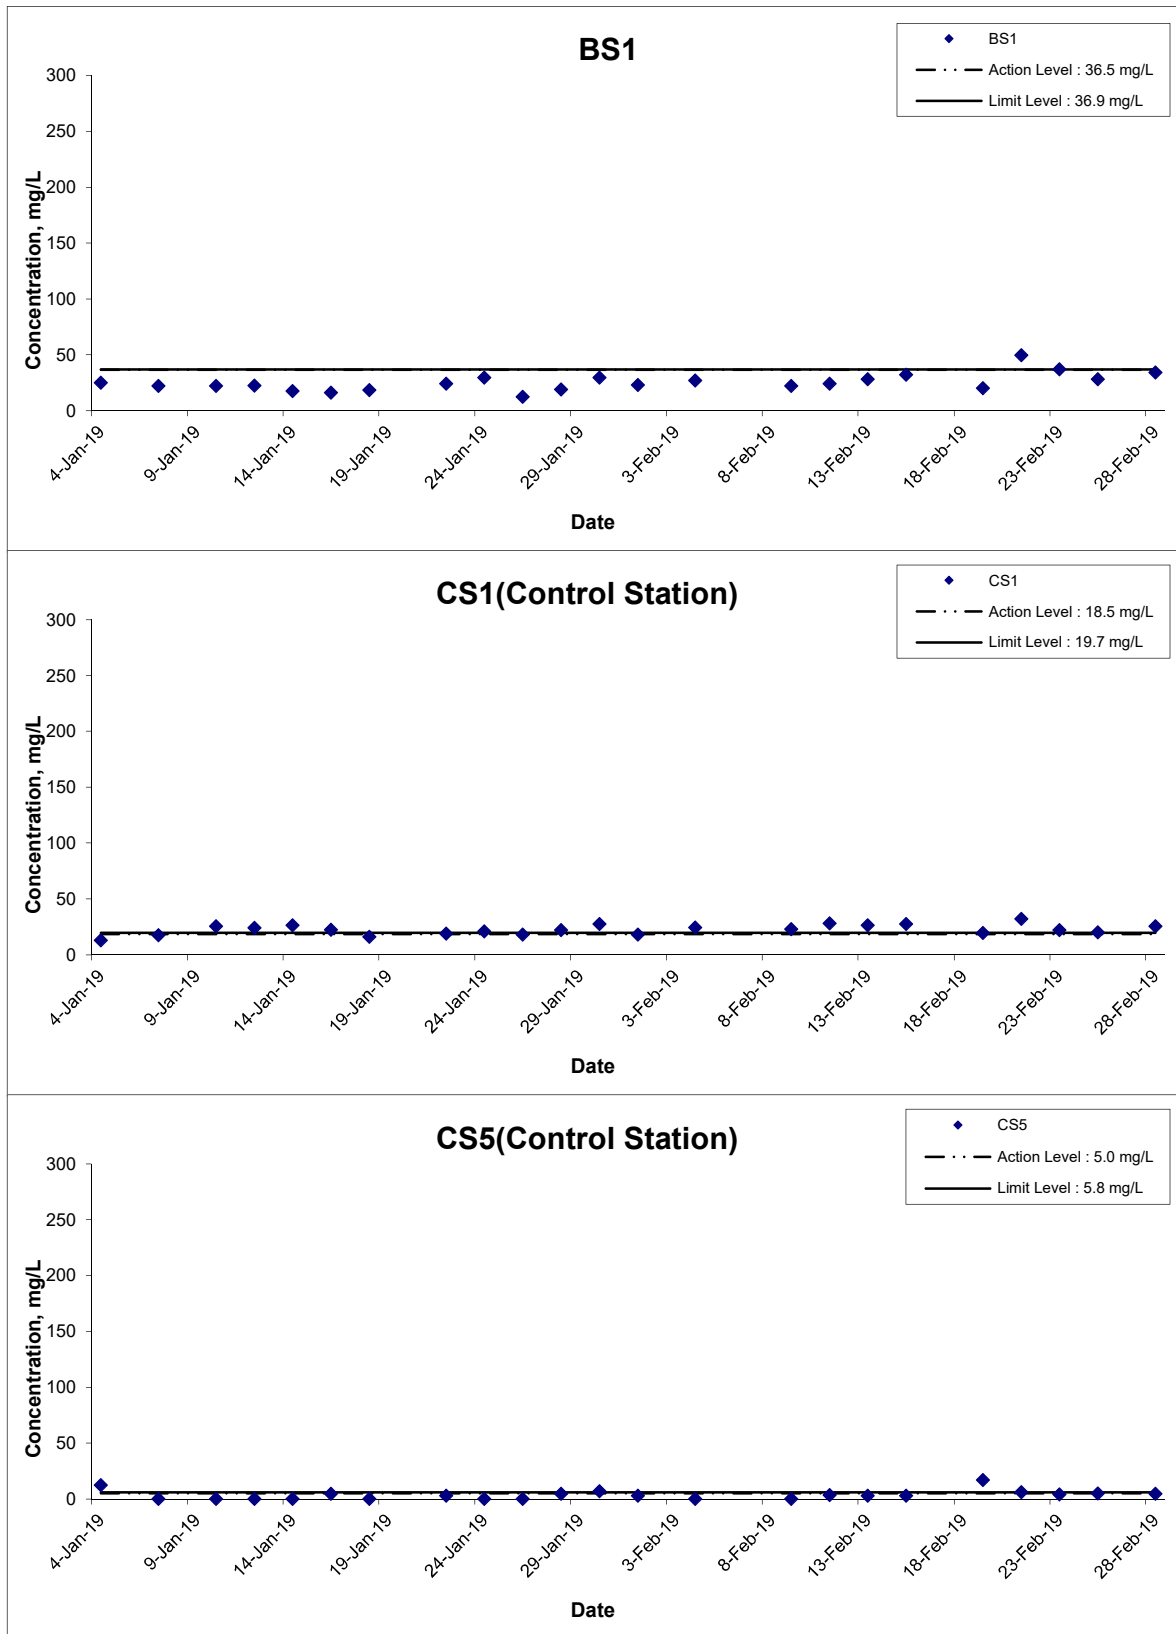 BS1
BS1
Action Level : 36.5 mg/L
Limit Level : 36.9 mg/L
Concentration, mg/L
300
250
200
150
100
50
0
4-Jan-19
9-Jan-19
14-Jan-19
19-Jan-19
24-Jan-19
29-Jan-19
3-Feb-19
8-Feb-19
13-Feb-19
18-Feb-19
23-Feb-19
28-Feb-19
Date
CS1(Control Station)
CS1
Action Level : 18.5 mg/L
Limit Level : 19.7 mg/L
Concentration, mg/L
300
250
200
150
100
50
0
4-Jan-19
9-Jan-19
14-Jan-19
19-Jan-19
24-Jan-19
29-Jan-19
3-Feb-19
8-Feb-19
13-Feb-19
18-Feb-19
23-Feb-19
28-Feb-19
Date
CS5(Control Station)
CS5
Action Level : 5.0 mg/L
Limit Level : 5.8 mg/L
Concentration, mg/L
300
250
200
150
100
50
0
4-Jan-19
9-Jan-19
14-Jan-19
19-Jan-19
24-Jan-19
29-Jan-19
3-Feb-19
8-Feb-19
13-Feb-19
18-Feb-19
23-Feb-19
28-Feb-19
Date